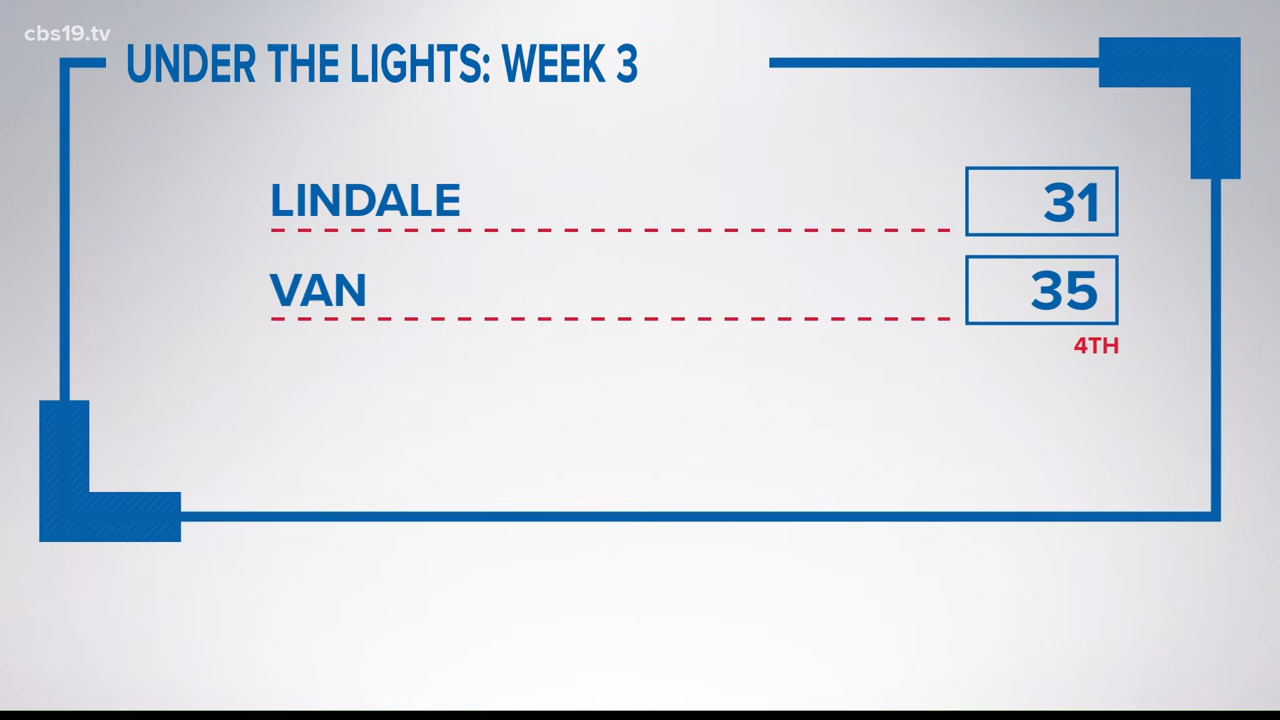 cbs19.tv
UNDER THE LIGHTS: WEEK 3
LINDALE 31
VAN 35
4TH